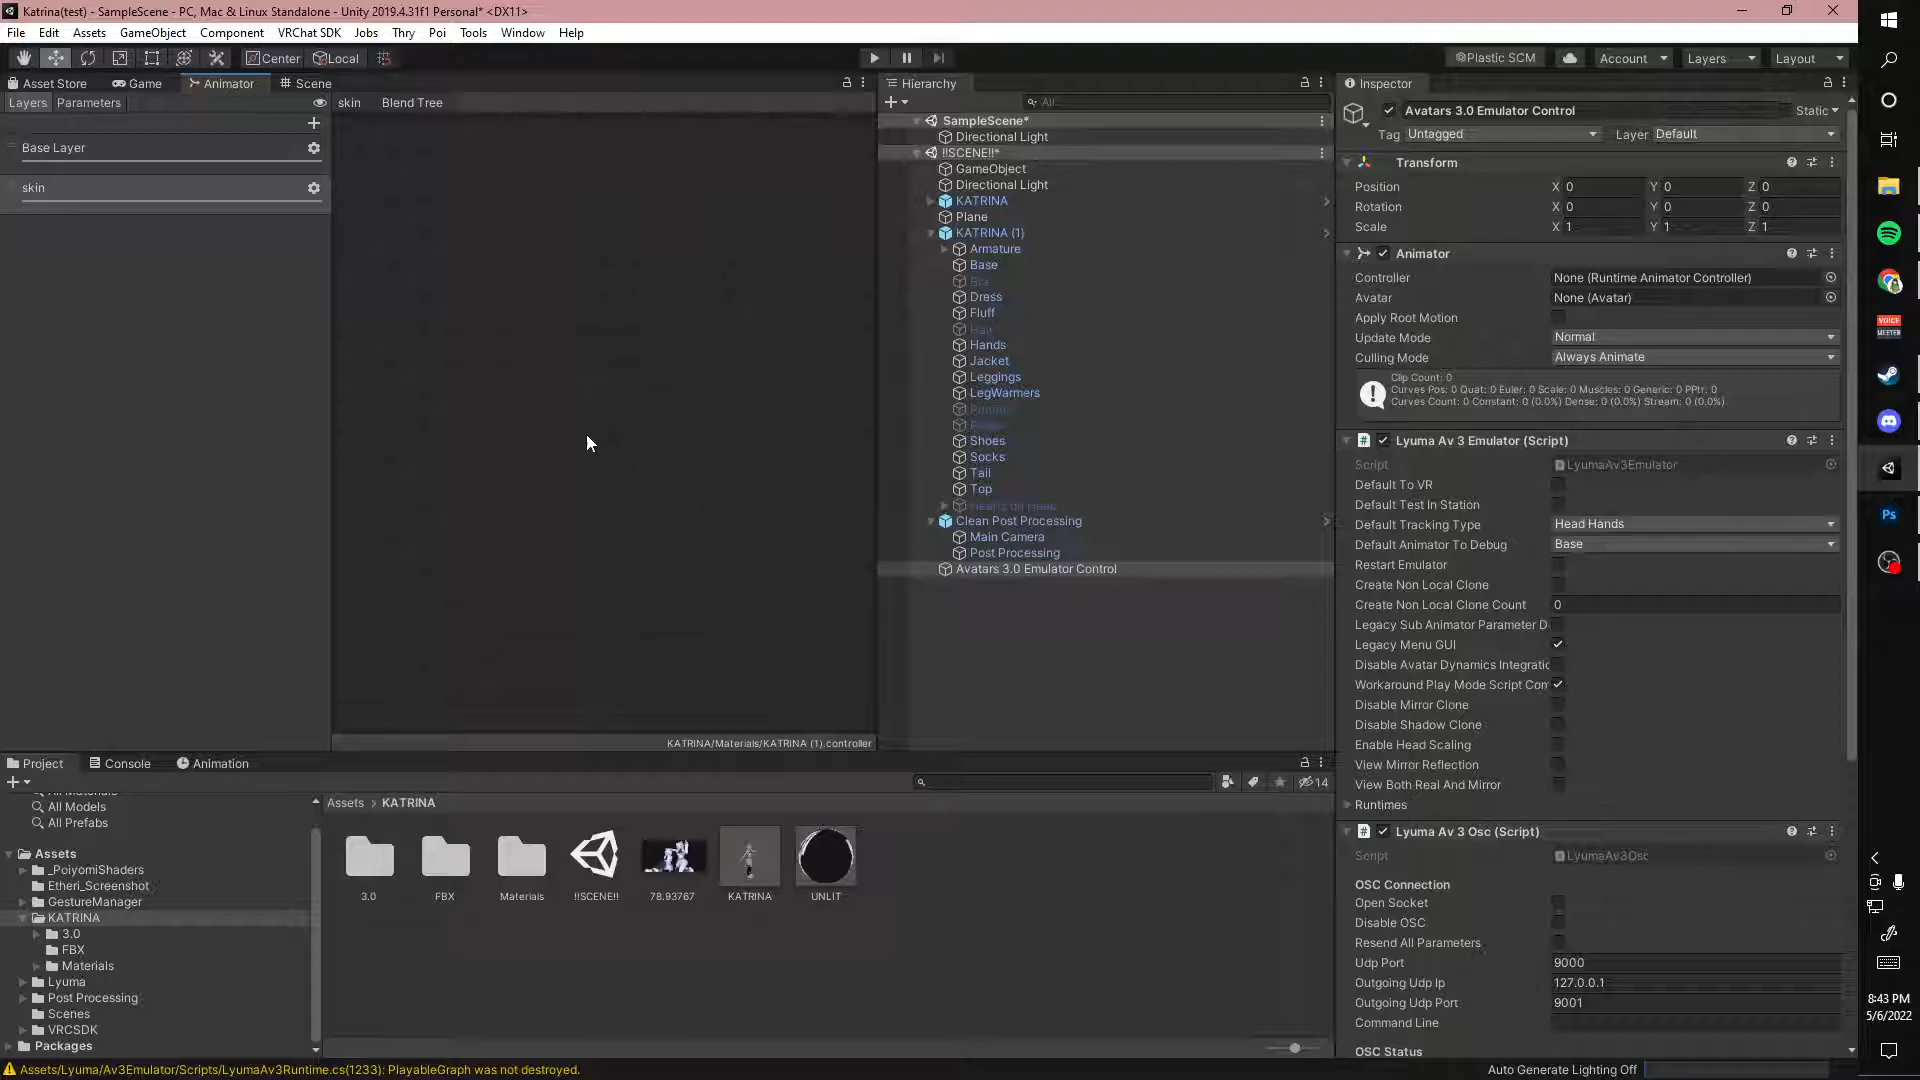 Katrina(test) - SampleScene - PC, Mac & Linux Standalone - Unity 2019.4.31f1 Personal* <DX11>
File Edit Assets GameObject Component VRChat SDK Jobs Thry Poi Tools Window Help
Center Local
Plastic SCM Account Layers Layout
Asset Store Game Animator Scene
Layers Parameters
skin Blend Tree
Base Layer
skin
KATRINA/Materials/KATRINA (1).controller
Hierarchy
All
SampleScene*
Directional Light
!!SCENE!!*
GameObject
Directional Light
KATRINA
Plane
KATRINA (1)
Armature
Base
Bra
Dress
Fluff
Hair
Hands
Jacket
Leggings
LegWarmers
Shoes
Socks
Tail
Top
Clean Post Processing
Main Camera
Post Processing
Avatars 3.0 Emulator Control
Inspector
Avatars 3.0 Emulator Control Static
Tag Untagged Layer Default
Transform
Position X 0 Y 0 Z 0
Rotation X 0 Y 0 Z 0
Scale X 1 Y 1 Z 1
Animator
Controller None (Runtime Animator Controller)
Avatar None (Avatar)
Apply Root Motion
Update Mode Normal
Culling Mode Always Animate
Clip Count: 0
Curves Pos: 0 Quat: 0 Euler: 0 Scale: 0 Muscles: 0 Generic: 0 PPtr: 0
Curves Count: 0 Constant: 0 (0.0%) Dense: 0 (0.0%) Stream: 0 (0.0%)
Lyuma Av 3 Emulator (Script)
Script LyumaAv3Emulator
Default To VR
Default Test In Station
Default Tracking Type Head Hands
Default Animator To Debug Base
Restart Emulator
Create Non Local Clone
Create Non Local Clone Count 0
Legacy Sub Animator Parameter D
Legacy Menu GUI
Disable Avatar Dynamics Integratic
Workaround Play Mode Script Con
Disable Mirror Clone
Disable Shadow Clone
Enable Head Scaling
View Mirror Reflection
View Both Real And Mirror
Runtimes
Lyuma Av 3 Osc (Script)
Script LyumaAv3Osc
OSC Connection
Open Socket
Disable OSC
Resend All Parameters
Udp Port 9000
Outgoing Udp Ip 127.0.0.1
Outgoing Udp Port 9001
Command Line
OSC Status
Project Console Animation
14
All Materials
All Models
All Prefabs
Assets
_PoiyomiShaders
Etheri_Screenshot
GestureManager
KATRINA
3.0
FBX
Materials
Lyuma
Post Processing
Scenes
VRCSDK
Packages
Assets > KATRINA
3.0 FBX Materials !!SCENE!! 78.93767 KATRINA UNLIT
Assets/Lyuma/Av3Emulator/Scripts/LyumaAv3Runtime.cs(1233): PlayableGraph was not destroyed.
Auto Generate Lighting Off
VOICE
MEETER
Ps
8:43 PM
5/6/2022